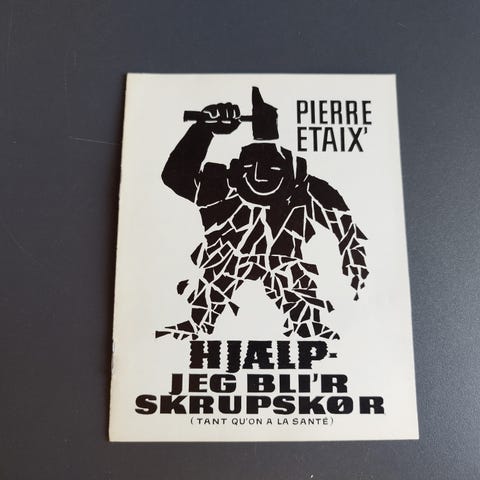 PIERRE
ETAIX'
HJÆLP-
JEG BLI'R
SKRUPSKØR
(TANT QU'ON A LA SANTÉ)